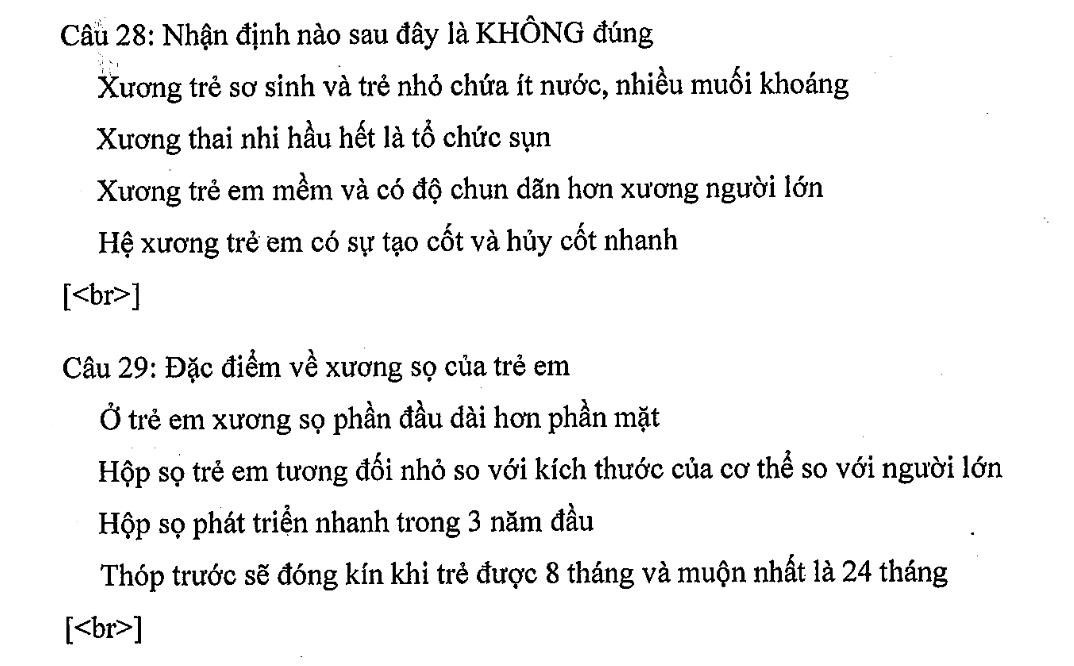 Câu 28: Nhận định nào sau đây là KHÔNG đúng
Xương trẻ sơ sinh và trẻ nhỏ chứa ít nước, nhiều muối khoáng
Xương thai nhi hầu hết là tổ chức sụn
Xương trẻ em mềm và có độ chun dãn hơn xương người lớn
Hệ xương trẻ em có sự tạo cốt và hủy cốt nhanh
[<br>]
Câu 29: Đặc điểm về xương sọ của trẻ em
Ở trẻ em xương sọ phần đầu dài hơn phần mặt
Hộp sọ trẻ em tương đối nhỏ so với kích thước của cơ thể so với người lớn
Hộp sọ phát triển nhanh trong 3 năm đầu
Thóp trước sẽ đóng kín khi trẻ được 8 tháng và muộn nhất là 24 tháng
[<br>]